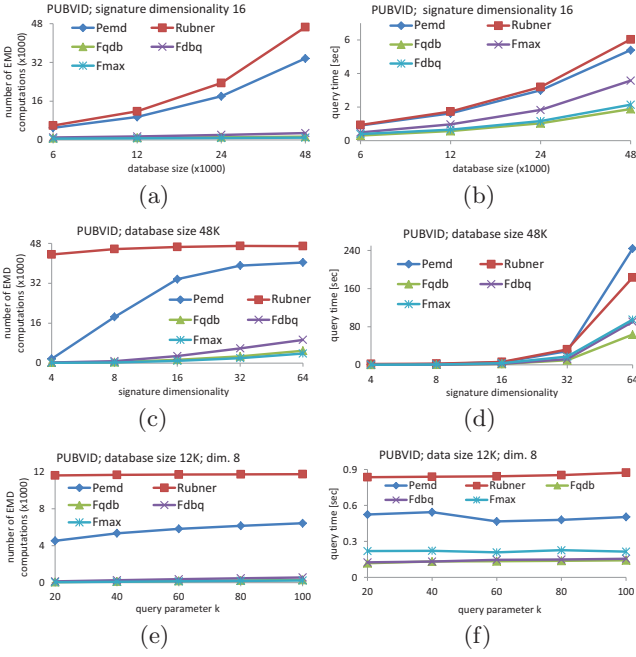 PUBVID; signature dimensionality 16
number of EMD
computations (x1000)
48
32
16
0
Pemd
Rubner
Fqdb
Fdbq
Fmax
6
12
24
48
database size (x1000)
(a)
PUBVID; signature dimensionality 16
query time [sec]
6
4
2
0
Pemd
Rubner
Fqdb
Fmax
Fdbq
6
12
24
48
database size (x1000)
(b)
PUBVID; database size 48K
number of EMD
computations (x1000)
48
32
16
0
Pemd
Rubner
Fqdb
Fdbq
Fmax
4
8
16
32
64
signature dimensionality
(c)
PUBVID; database size 48K
query time [sec]
240
160
80
0
Pemd
Rubner
Fqdb
Fdbq
Fmax
4
8
16
32
64
signature dimensionality
(d)
PUBVID; database size 12K; dim. 8
number of EMD
computations (x1000)
12
8
4
0
Pemd
Rubner
Fqdb
Fdbq
Fmax
20
40
60
80
100
query parameter k
(e)
PUBVID; data size 12K; dim. 8
query time [sec]
0.9
0.6
0.3
0
Pemd
Rubner
Fqdb
Fdbq
Fmax
20
40
60
80
100
query parameter k
(f)